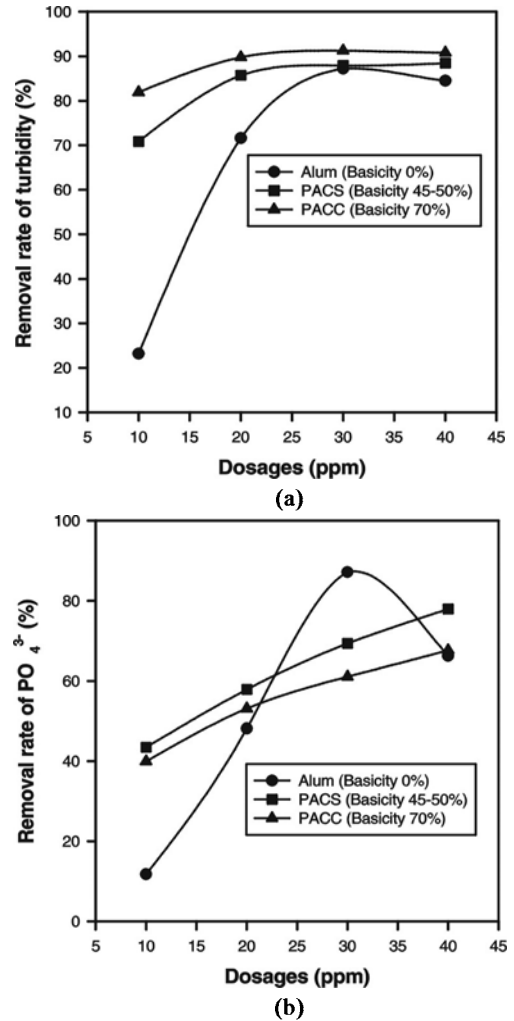 100
90
80
70
60
50
40
30
20
10
Removal rate of turbidity (%)
Alum (Basicity 0%)
PACS (Basicity 45-50%)
PACC (Basicity 70%)
5 10 15 20 25 30 35 40 45
Dosages (ppm)
(a)
100
80
60
40
20
0
Removal rate of PO₄³⁻ (%)
Alum (Basicity 0%)
PACS (Basicity 45-50%)
PACC (Basicity 70%)
5 10 15 20 25 30 35 40 45
Dosages (ppm)
(b)